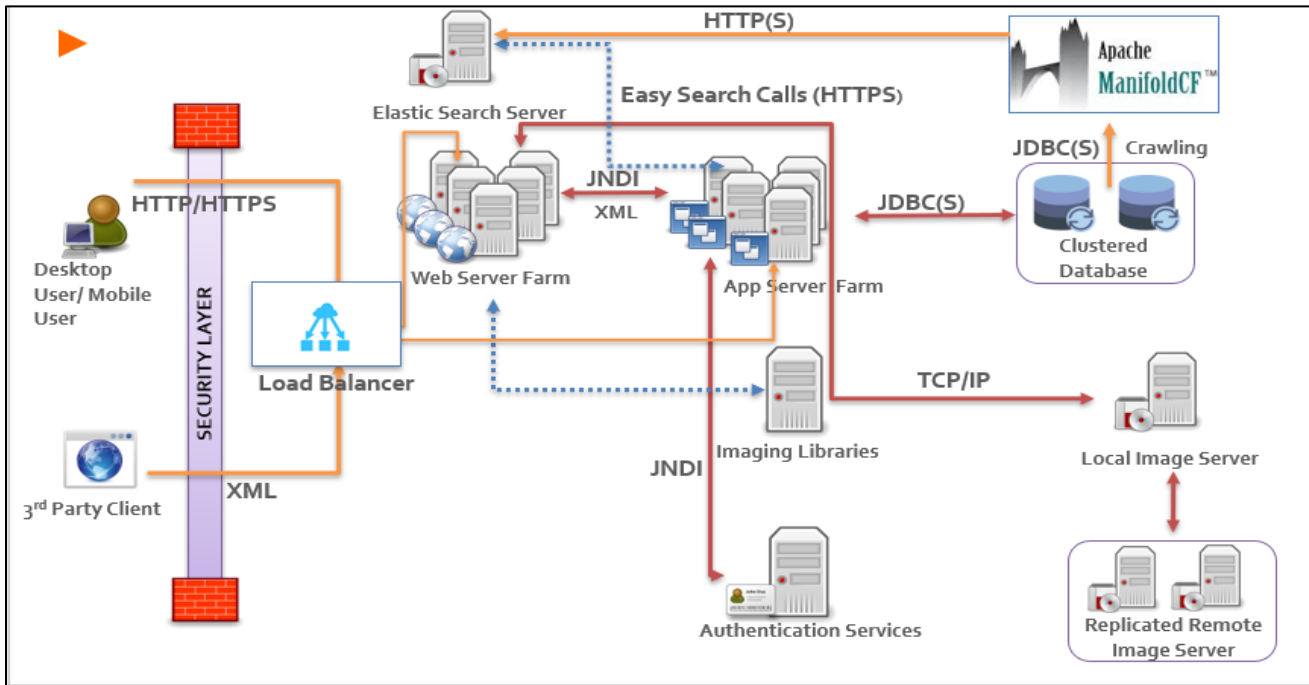 HTTP(S)
Apache
ManifoldCF™
Easy Search Calls (HTTPS)
Elastic Search Server
JDBC(S)
Crawling
JNDI
XML
JDBC(S)
HTTP/HTTPS
Clustered
Database
Desktop
User/ Mobile
User
Web Server Farm
App Server Farm
SECURITY LAYER
Load Balancer
TCP/IP
Imaging Libraries
Local Image Server
JNDI
XML
3rd Party Client
Authentication Services
Replicated Remote
Image Server